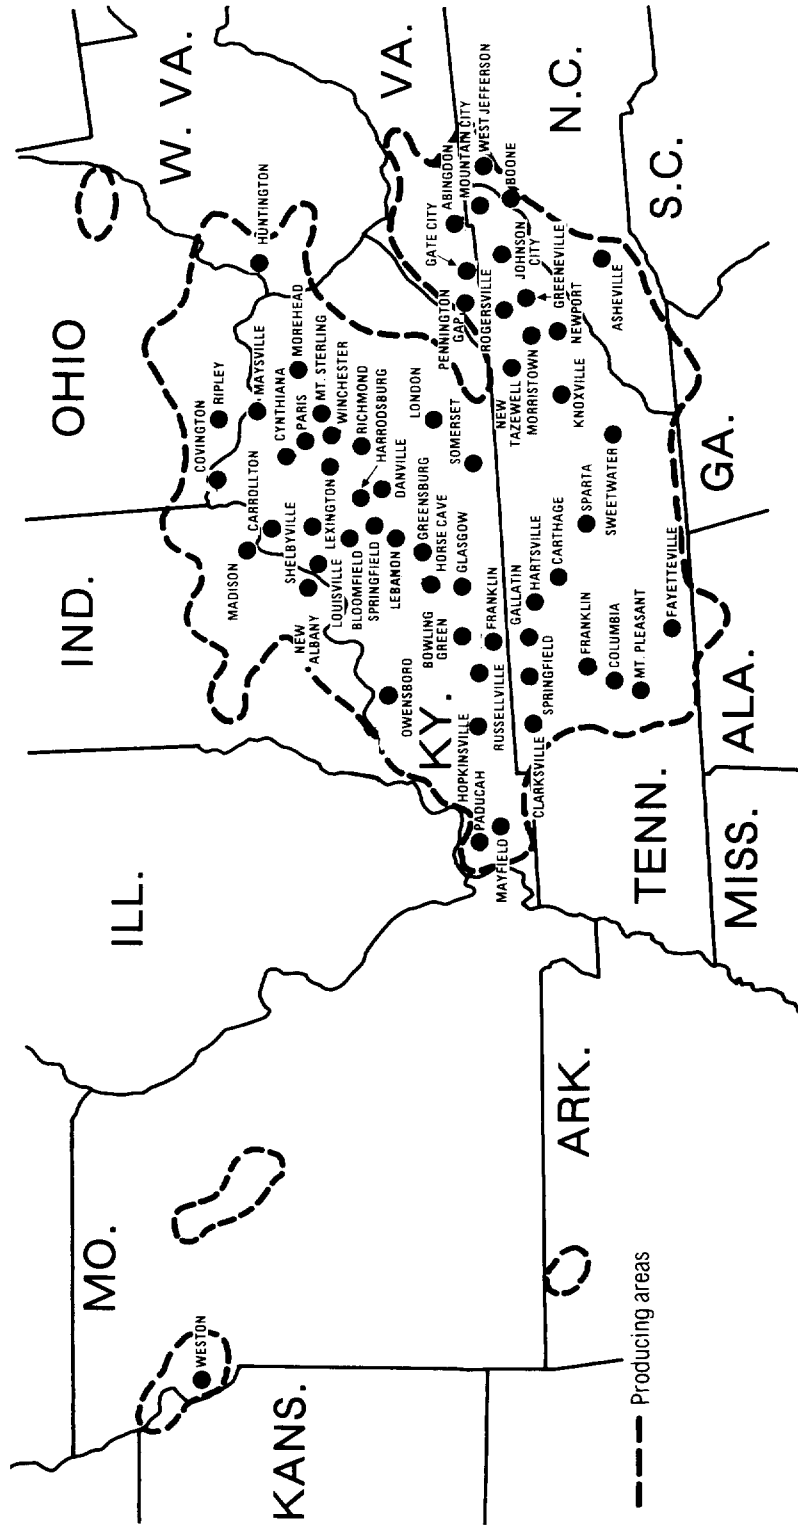 OHIO
W. VA.
VA.
IND.
ILL.
MO.
KANS.
KY.
N.C.
S.C.
TENN.
GA.
ALA.
MISS.
ARK.
HUNTINGTON
RIPLEY
COVINGTON
MAYSVILLE
MOREHEAD
CYNTHIANA
PARIS
MT. STERLING
WINCHESTER
RICHMOND
HARRODSBURG
CARROLLTON
MADISON
SHELBYVILLE
LEXINGTON
DANVILLE
LOUISVILLE
BLOOMFIELD
SPRINGFIELD
LEBANON
GREENSBURG
HORSE CAVE
GLASGOW
NEW
ALBANY
LONDON
SOMERSET
OWENSBORO
BOWLING
GREEN
FRANKLIN
RUSSELLVILLE
HOPKINSVILLE
PADUCAH
MAYFIELD
ABINGDON
MOUNTAIN CITY
WEST JEFFERSON
BOONE
GATE CITY
JOHNSON
CITY
PENNINGTON
GAP
ROGERSVILLE
GREENEVILLE
NEWPORT
ASHEVILLE
NEW
TAZEWELL
MORRISTOWN
KNOXVILLE
SWEETWATER
SPARTA
CARTHAGE
HARTSVILLE
GALLATIN
SPRINGFIELD
CLARKSVILLE
FRANKLIN
COLUMBIA
MT. PLEASANT
FAYETTEVILLE
WESTON
Producing areas